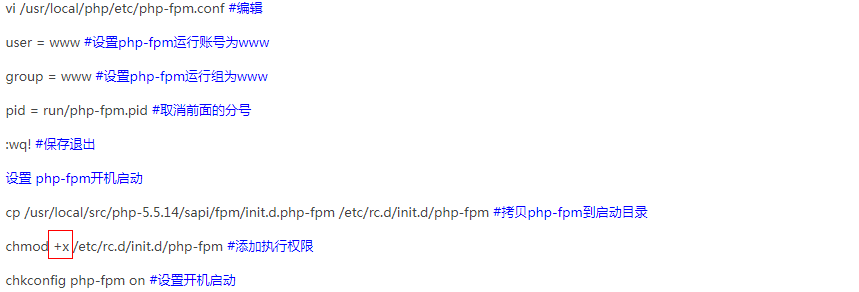 vi /usr/local/php/etc/php-fpm.conf #编辑
user = www #设置php-fpm运行账号为www
group = www #设置php-fpm运行组为www
pid = run/php-fpm.pid #取消前面的分号
:wq! #保存退出
设置 php-fpm开机启动
cp /usr/local/src/php-5.5.14/sapi/fpm/init.d.php-fpm /etc/rc.d/init.d/php-fpm #拷贝php-fpm到启动目录
chmod +x /etc/rc.d/init.d/php-fpm #添加执行权限
chkconfig php-fpm on #设置开机启动